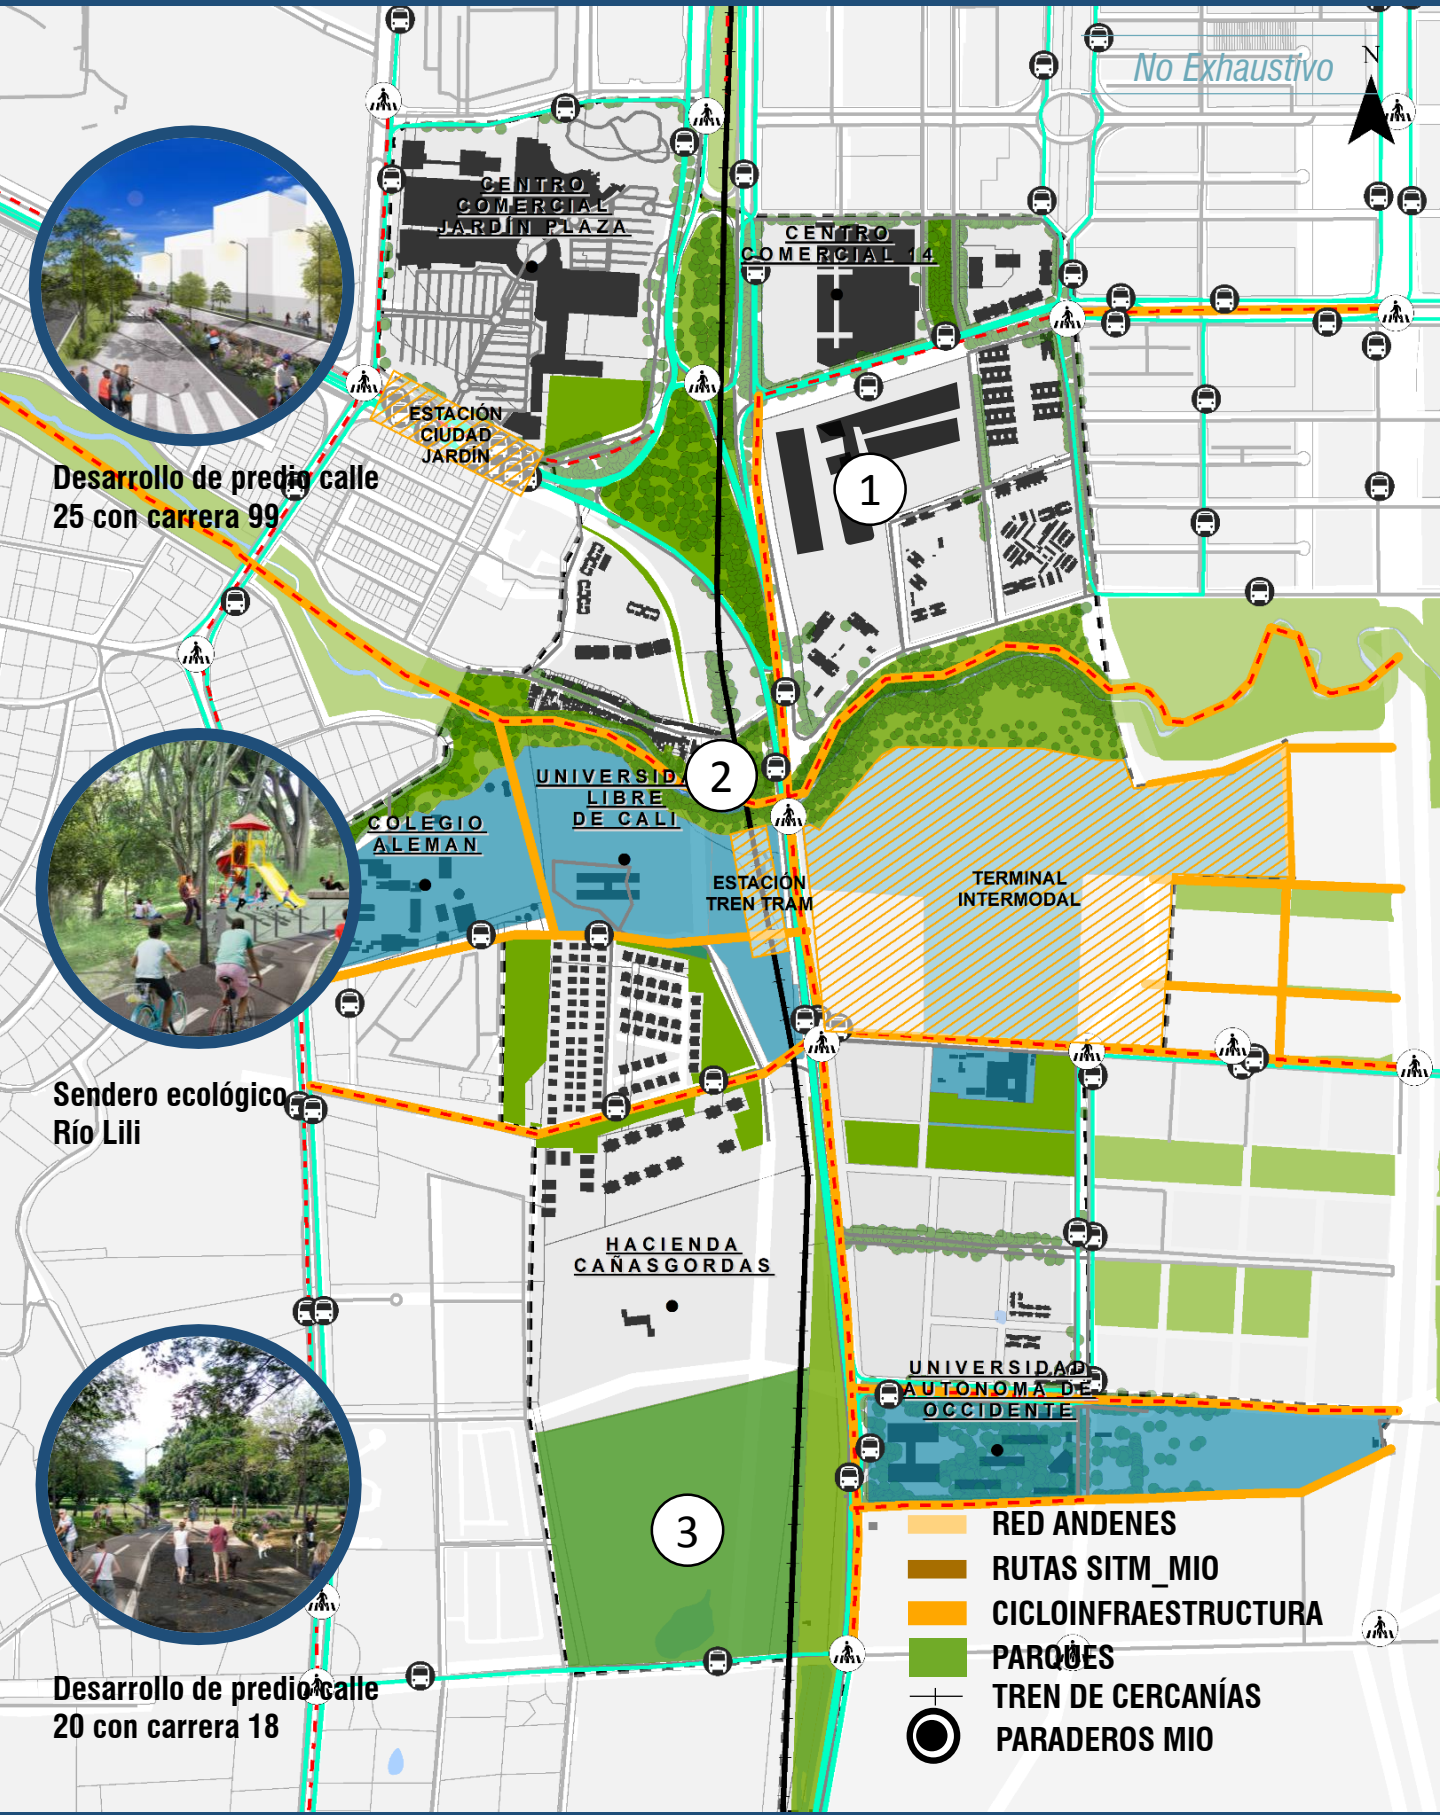 No Exhaustivo
N
CENTRO
COMERCIAL
JARDÍN PLAZA
CENTRO
COMERCIAL 14
ESTACIÓN
CIUDAD
JARDÍN
Desarrollo de predio calle
25 con carrera 99
1
2
UNIVERSIDA
LIBRE
DE CALI
COLEGIO
ALEMAN
ESTACIÓN
TREN TRAM
TERMINAL
INTERMODAL
Sendero ecológico
Río Lili
HACIENDA
CAÑASGORDAS
UNIVERSIDAD
AUTONOMA DE
OCCIDENTE
3
Desarrollo de predio calle
20 con carrera 18
RED ANDENES
RUTAS SITM_MIO
CICLOINFRAESTRUCTURA
PARQUES
TREN DE CERCANÍAS
PARADEROS MIO